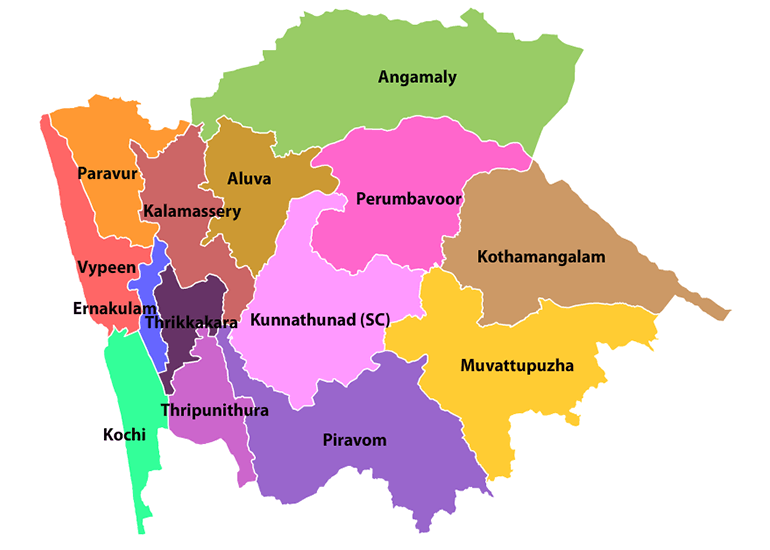 Angamaly
Paravur
Aluva
Perumbavoor
Kalamassery
Kothamangalam
Vypeen
Ernakulam
Thrikkakara
Kunnathunad (SC)
Muvattupuzha
Thripunithura
Kochi
Piravom